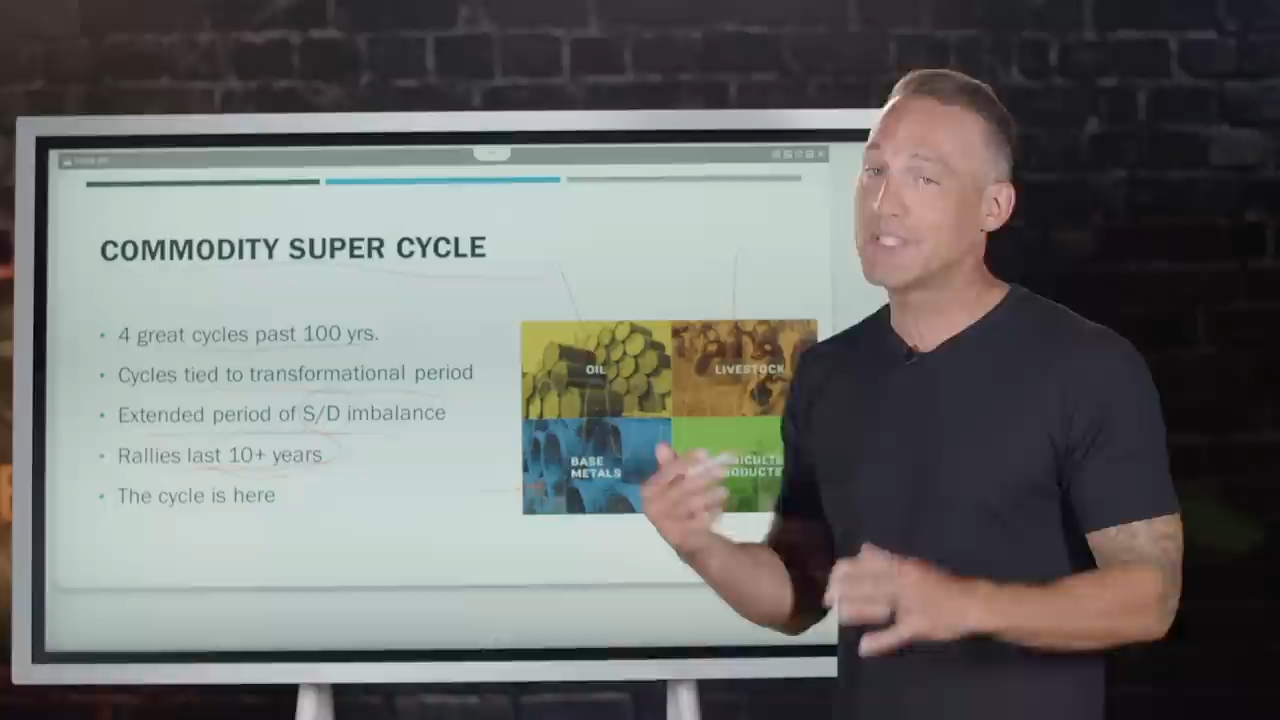 COMMODITY SUPER CYCLE
• 4 great cycles past 100 yrs.
• Cycles tied to transformational period
• Extended period of S/D imbalance
• Rallies last 10+ years
• The cycle is here
OIL
LIVESTOCK
BASE
METALS